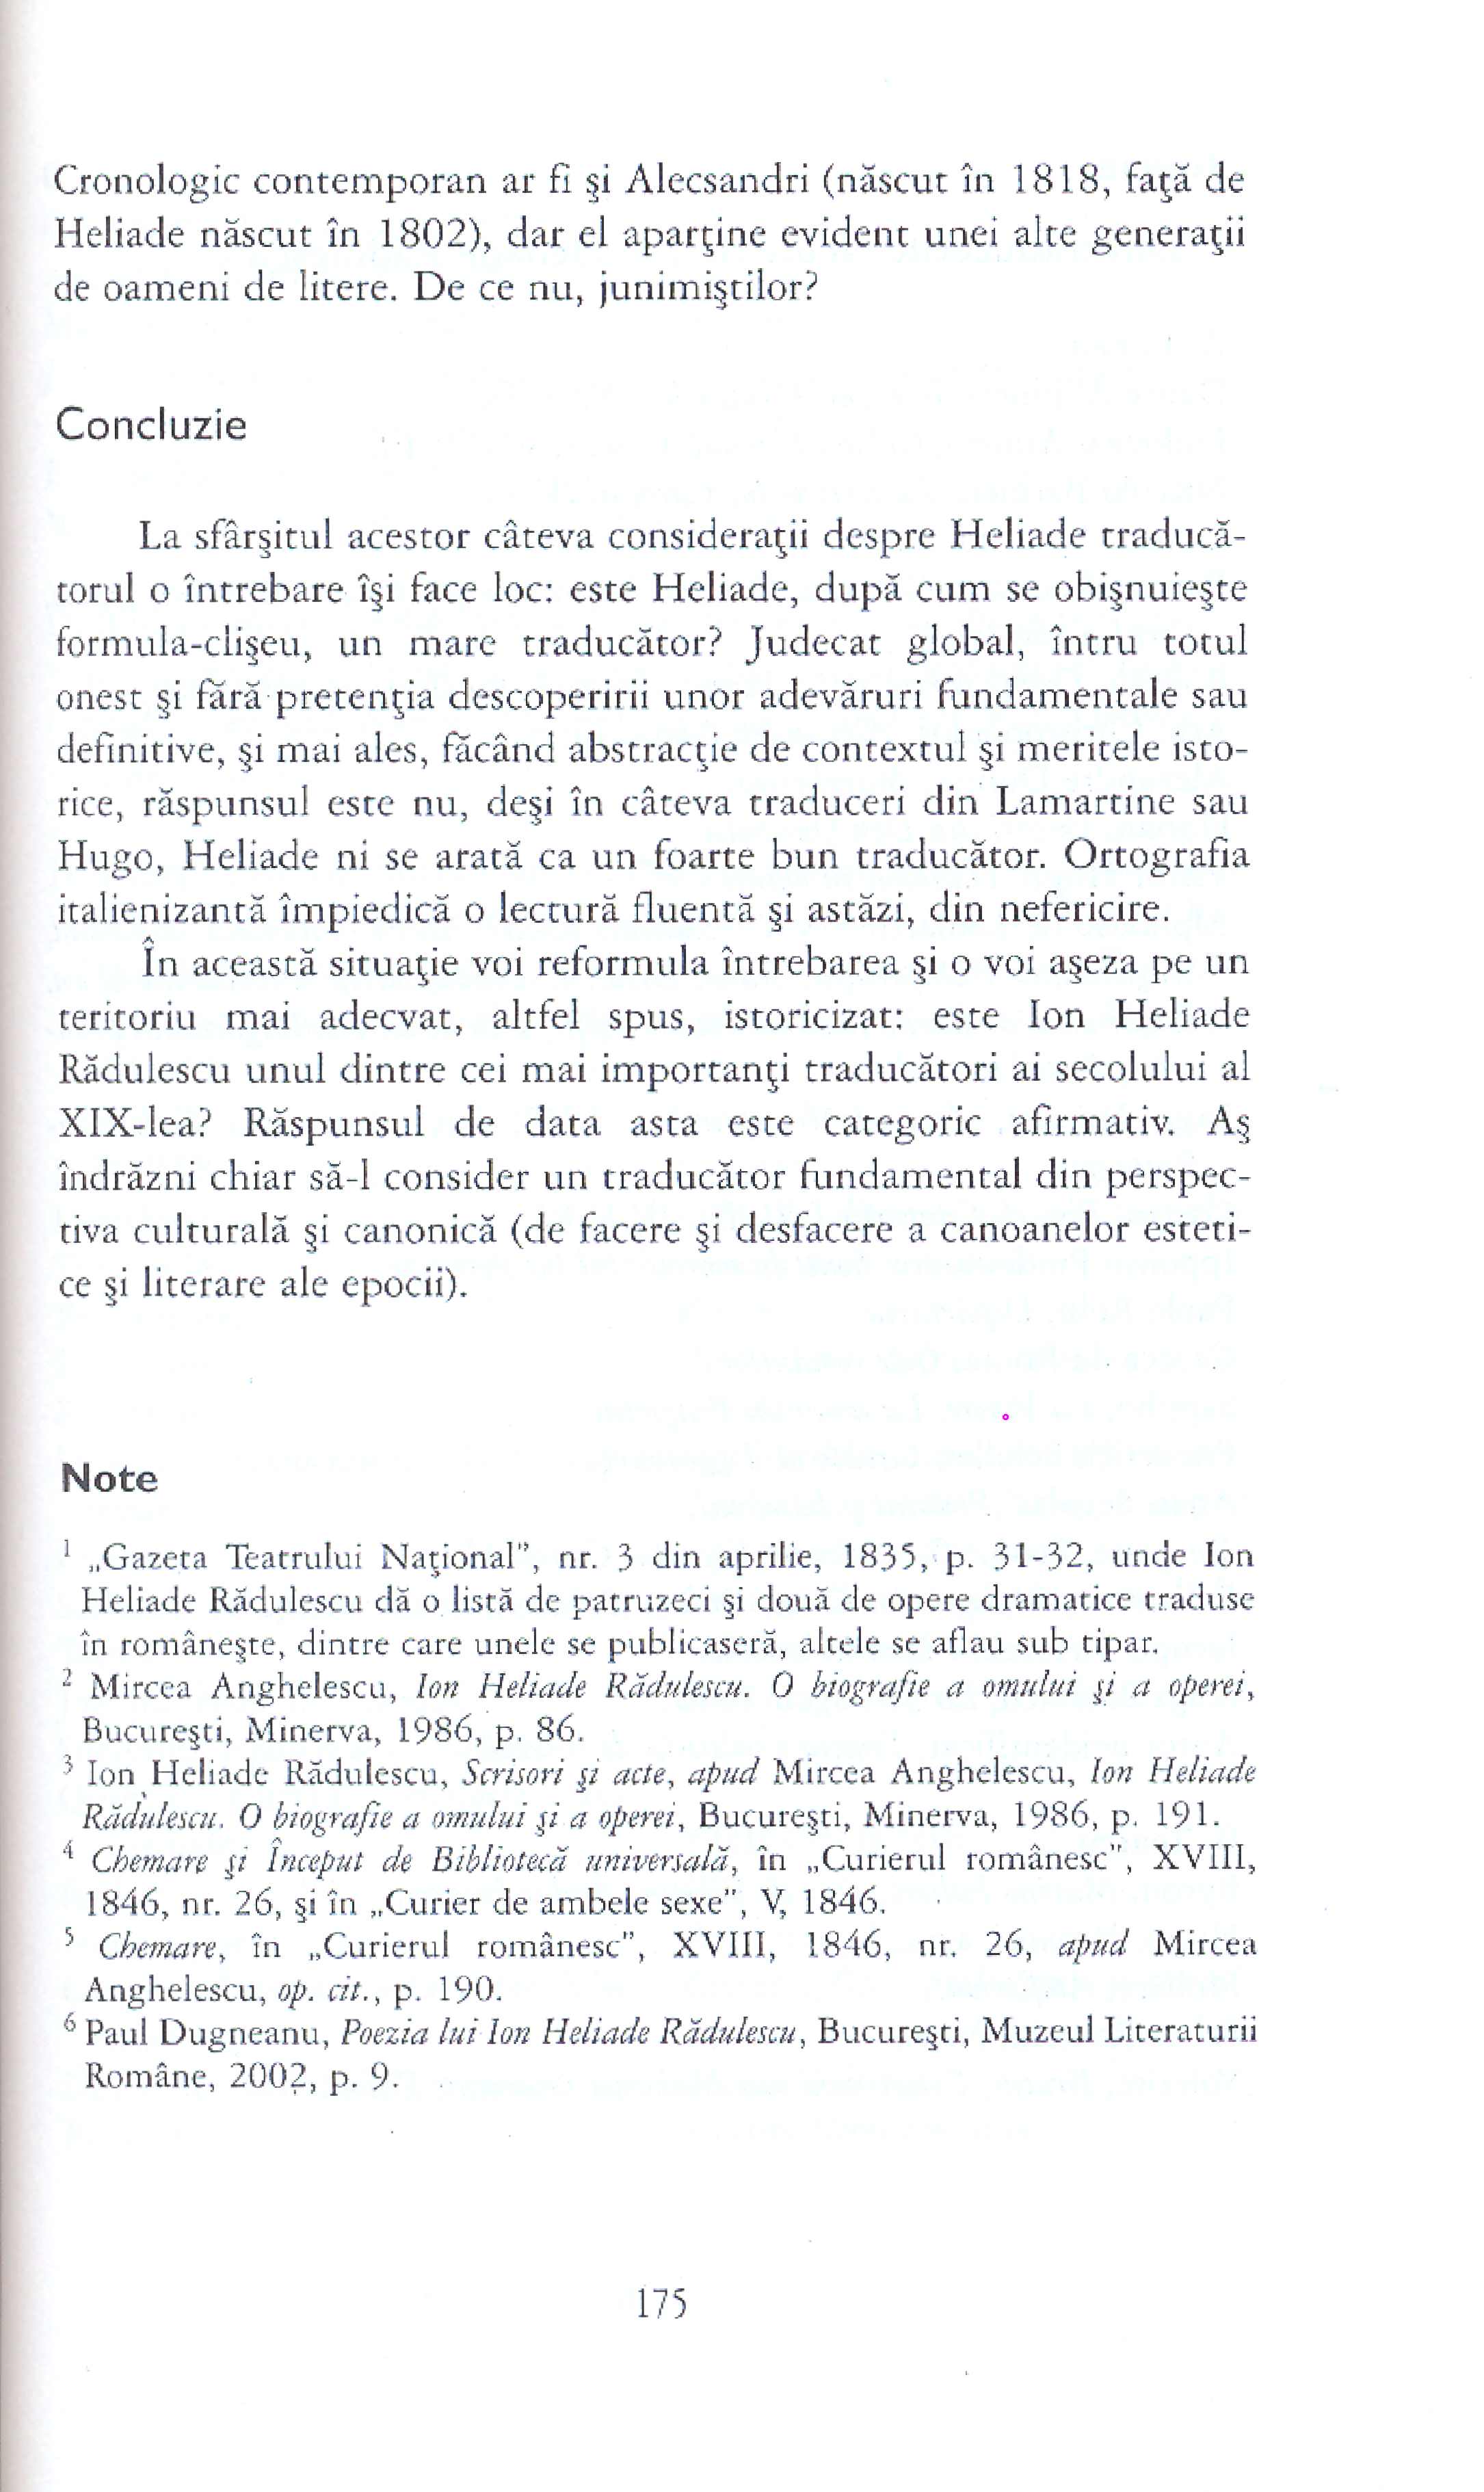 Cronologic contemporan ar fi şi Alecsandri (născut în 1818, faţă de
Heliade născut în 1802), dar el aparţine evident unei alte generaţii
de oameni de litere. De ce nu, junimiştilor?
Concluzie
La sfârşitul acestor câteva consideraţii despre Heliade traducă-
torul o întrebare îşi face loc: este Heliade, după cum se obişnuieşte
formula-clişeu, un mare traducător? Judecat global, întru totul
onest şi fără pretenţia descoperirii unor adevăruri fundamentale sau
definitive, şi mai ales, făcând abstracţie de contextul şi meritele isto-
rice, răspunsul este nu, deşi în câteva traduceri din Lamartine sau
Hugo, Heliade ni se arată ca un foarte bun traducător. Ortografia
italienizantă împiedică o lectură fluentă şi astăzi, din nefericire.
În această situaţie voi reformula întrebarea şi o voi aşeza pe un
teritoriu mai adecvat, altfel spus, istoricizat: este Ion Heliade
Rădulescu unul dintre cei mai importanţi traducători ai secolului al
XIX-lea? Răspunsul de data asta este categoric afirmativ. Aş
îndrăzni chiar să-l consider un traducător fundamental din perspec-
tiva culturală şi canonică (de facere şi desfacere a canoanelor esteti-
ce şi literare ale epocii).
Note
1 „Gazeta Teatrului Naţional”, nr. 3 din aprilie, 1835, p. 31-32, unde Ion
Heliade Rădulescu dă o listă de patruzeci şi două de opere dramatice traduse
în româneşte, dintre care unele se publicaseră, altele se aflau sub tipar.
2 Mircea Anghelescu, Ion Heliade Rădulescu. O biografie a omului şi a operei,
Bucureşti, Minerva, 1986, p. 86.
3 Ion Heliade Rădulescu, Scrisori şi acte, apud Mircea Anghelescu, Ion Heliade
Rădulescu. O biografie a omului şi a operei, Bucureşti, Minerva, 1986, p. 191.
4 Chemare şi Început de Bibliotecă universală, în „Curierul românesc”, XVIII,
1846, nr. 26, şi în „Curier de ambele sexe”, V, 1846.
5 Chemare, în „Curierul românesc”, XVIII, 1846, nr. 26, apud Mircea
Anghelescu, op. cit., p. 190.
6 Paul Dugneanu, Poezia lui Ion Heliade Rădulescu, Bucureşti, Muzeul Literaturii
Române, 2002, p. 9.
175